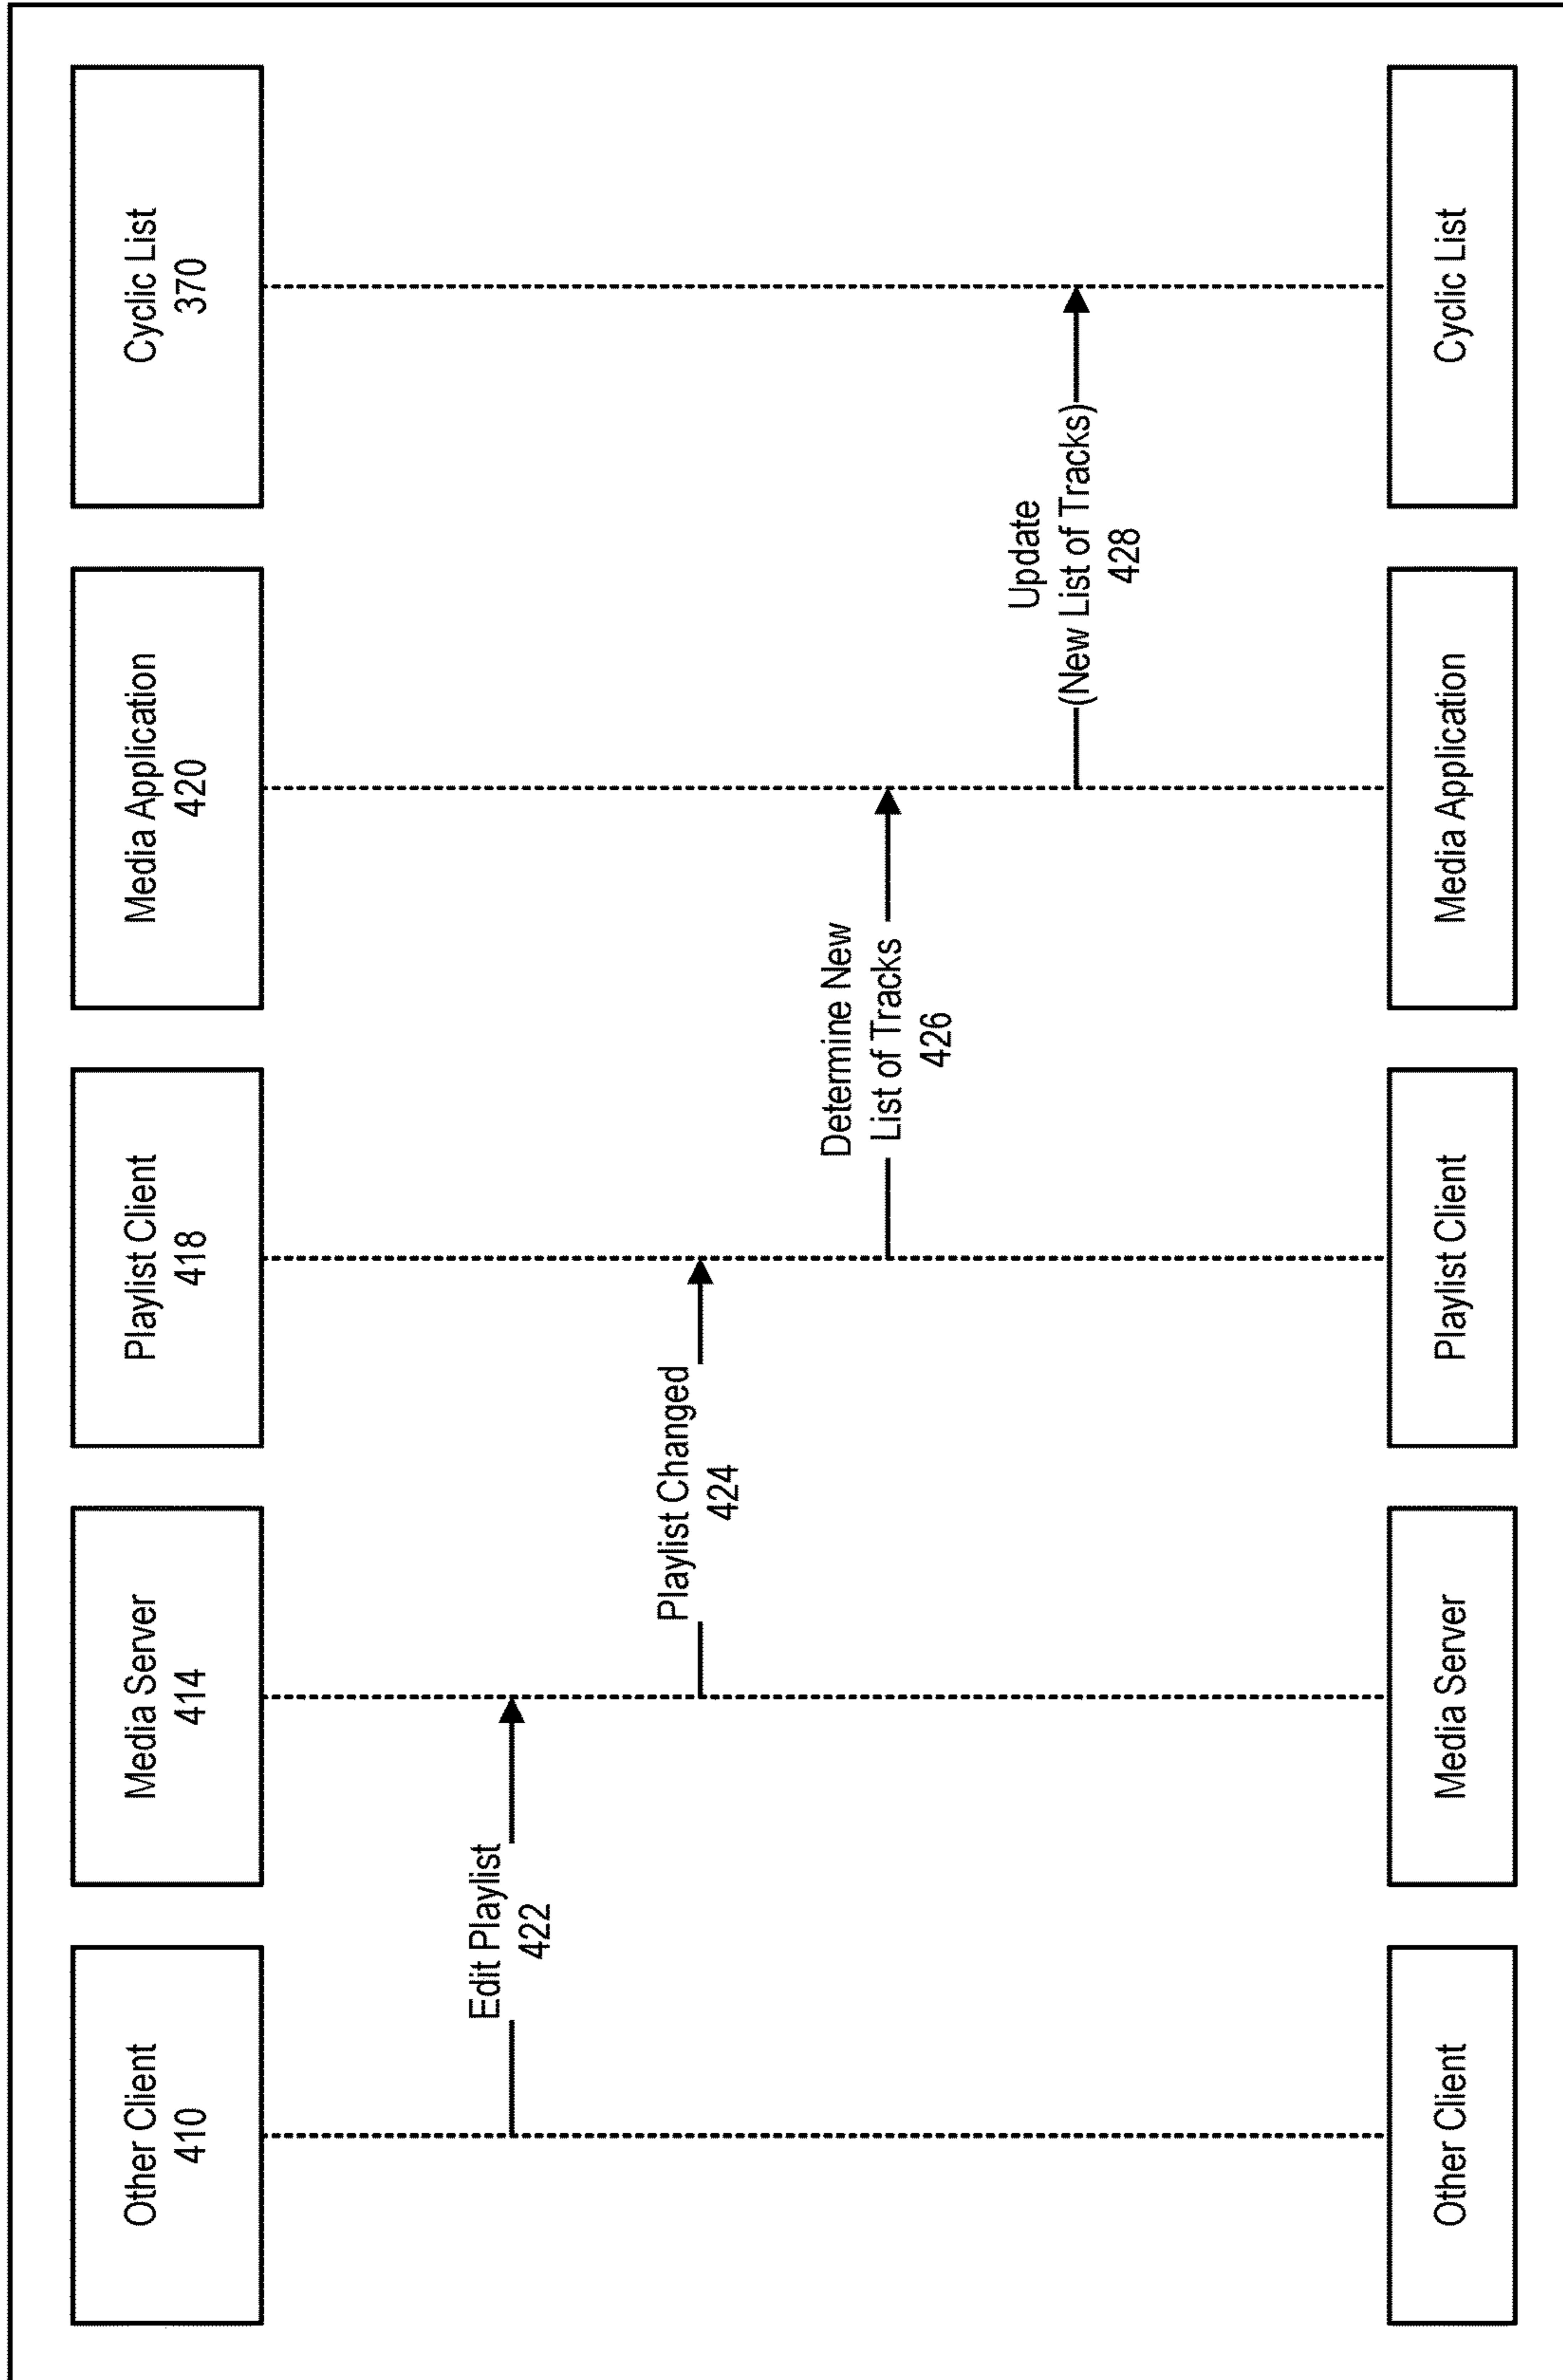 Other Client
410
Media Server
414
Playlist Client
418
Media Application
420
Cyclic List
370
Edit Playlist
422
Playlist Changed
424
Determine New
List of Tracks
426
Update
(New List of Tracks)
428
Other Client
Media Server
Playlist Client
Media Application
Cyclic List